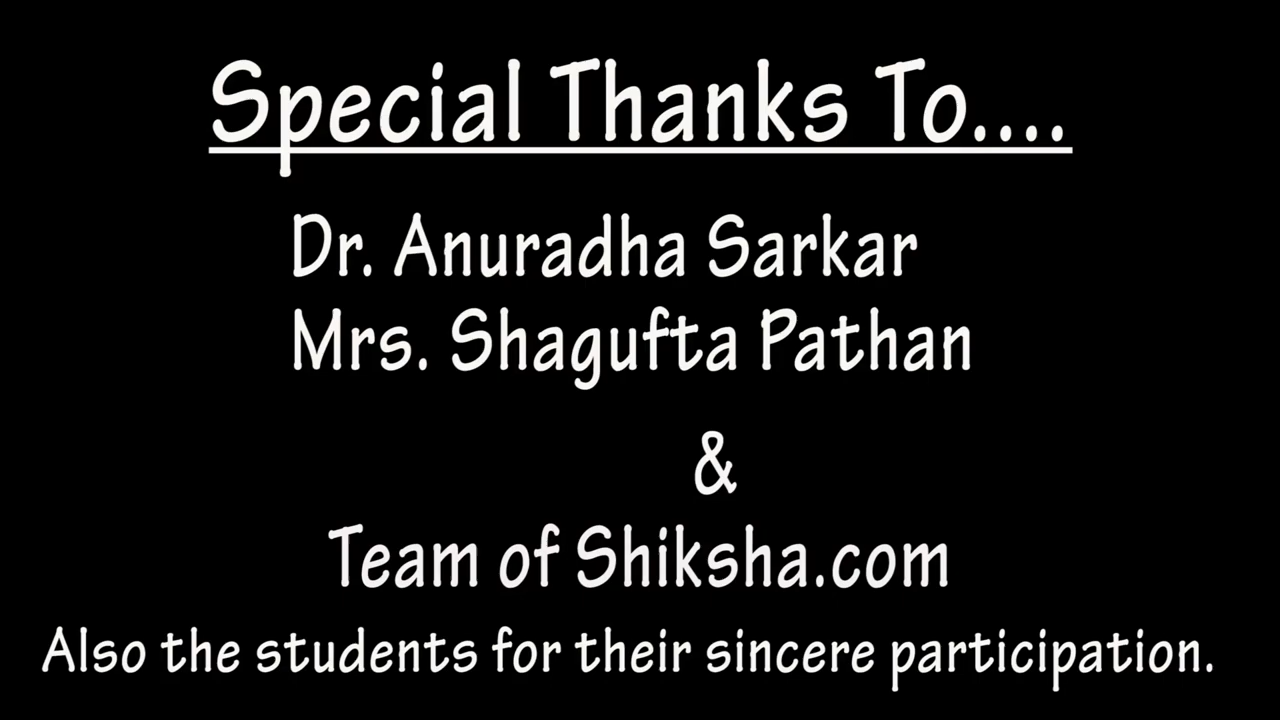 Special Thanks To....
Dr. Anuradha Sarkar
Mrs. Shagufta Pathan
&
Team of Shiksha.com
Also the students for their sincere participation.